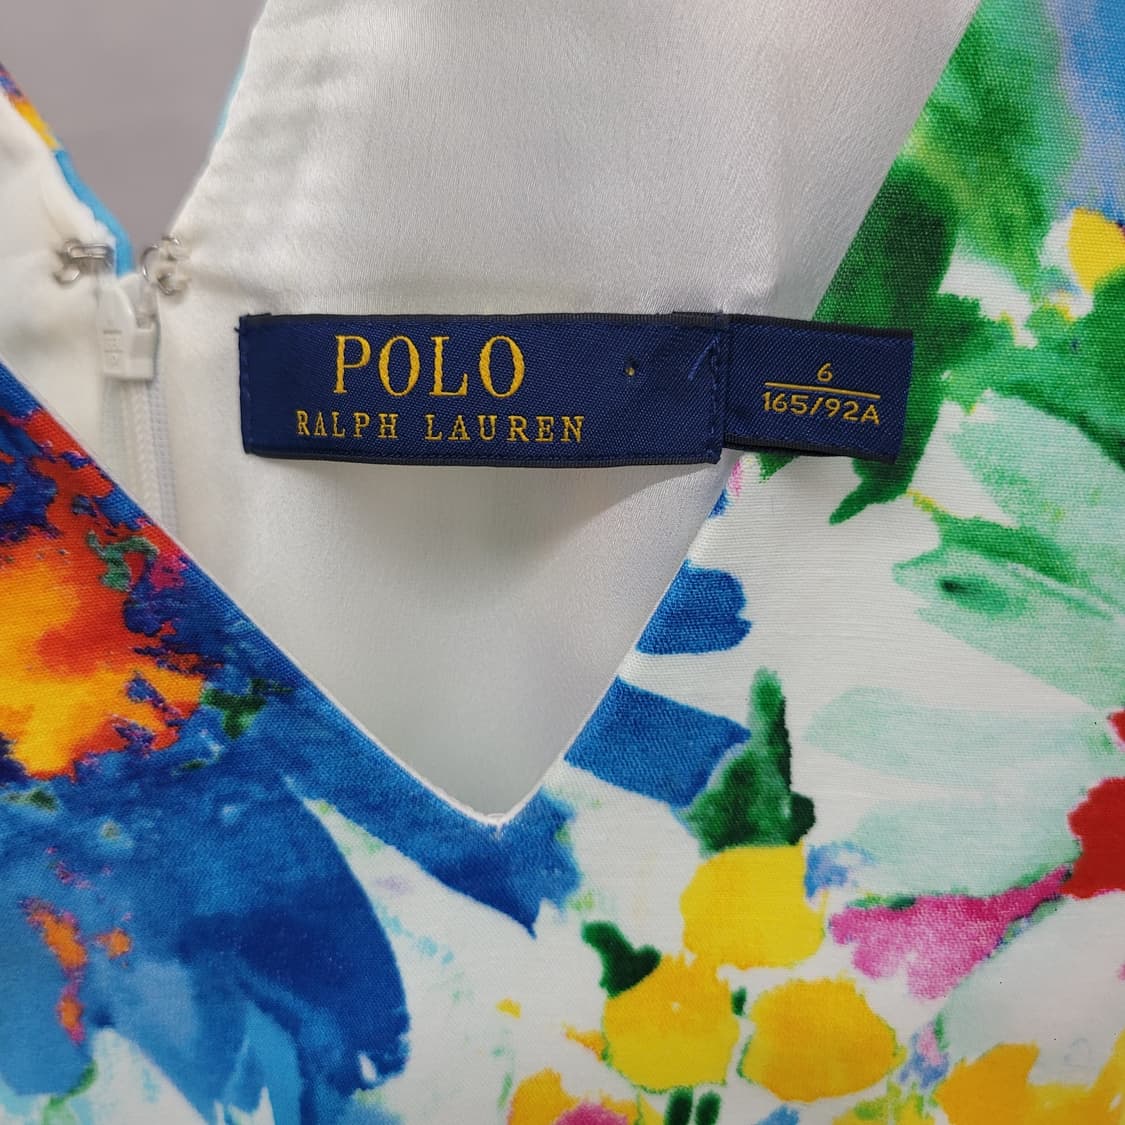 POLO
RALPH LAUREN
6
165/92A